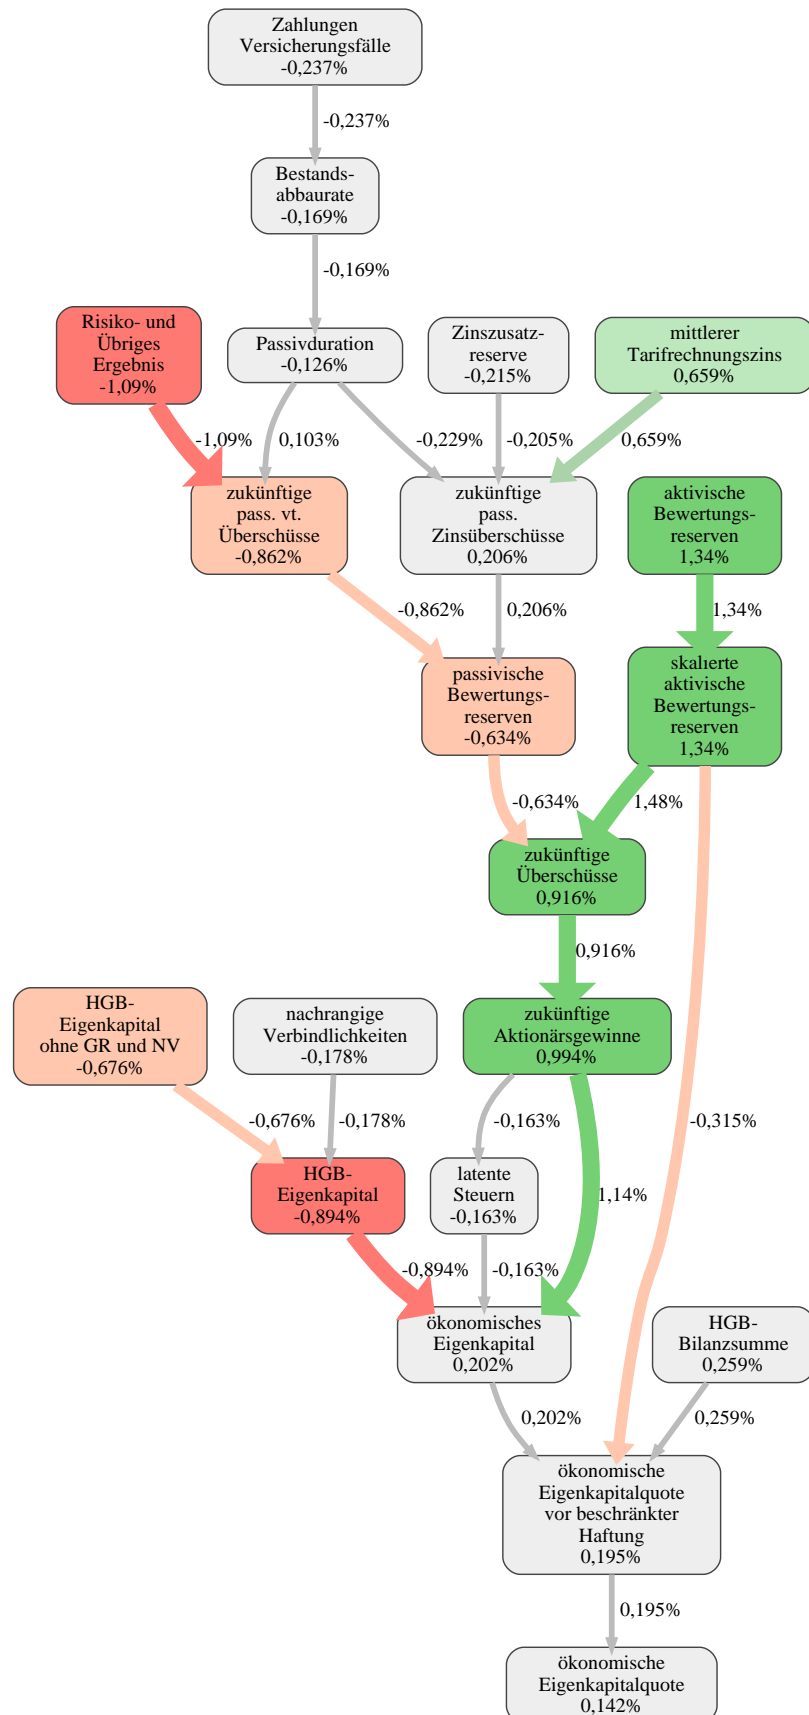 Zahlungen
Versicherungsfälle
-0,237%
-0,237%
Bestands-
abbaurate
-0,169%
-0,169%
Risiko- und
Übriges
Ergebnis
-1,09%
Passivduration
-0,126%
Zinszusatz-
reserve
-0,215%
mittlerer
Tarifrechnungszins
0,659%
-1,09%
0,103%
-0,229%
-0,205%
0,659%
zukünftige
pass. vt.
Überschüsse
-0,862%
zukünftige
pass.
Zinsüberschüsse
0,206%
aktivische
Bewertungs-
reserven
1,34%
-0,862%
0,206%
1,34%
passivische
Bewertungs-
reserven
-0,634%
skalierte
aktivische
Bewertungs-
reserven
1,34%
-0,634%
1,48%
zukünftige
Überschüsse
0,916%
0,916%
HGB-
Eigenkapital
ohne GR und NV
-0,676%
nachrangige
Verbindlichkeiten
-0,178%
zukünftige
Aktionärsgewinne
0,994%
-0,676%
-0,178%
-0,163%
-0,315%
HGB-
Eigenkapital
-0,894%
latente
Steuern
-0,163%
1,14%
-0,894%
-0,163%
ökonomisches
Eigenkapital
0,202%
HGB-
Bilanzsumme
0,259%
0,202%
0,259%
ökonomische
Eigenkapitalquote
vor beschränkter
Haftung
0,195%
0,195%
ökonomische
Eigenkapitalquote
0,142%